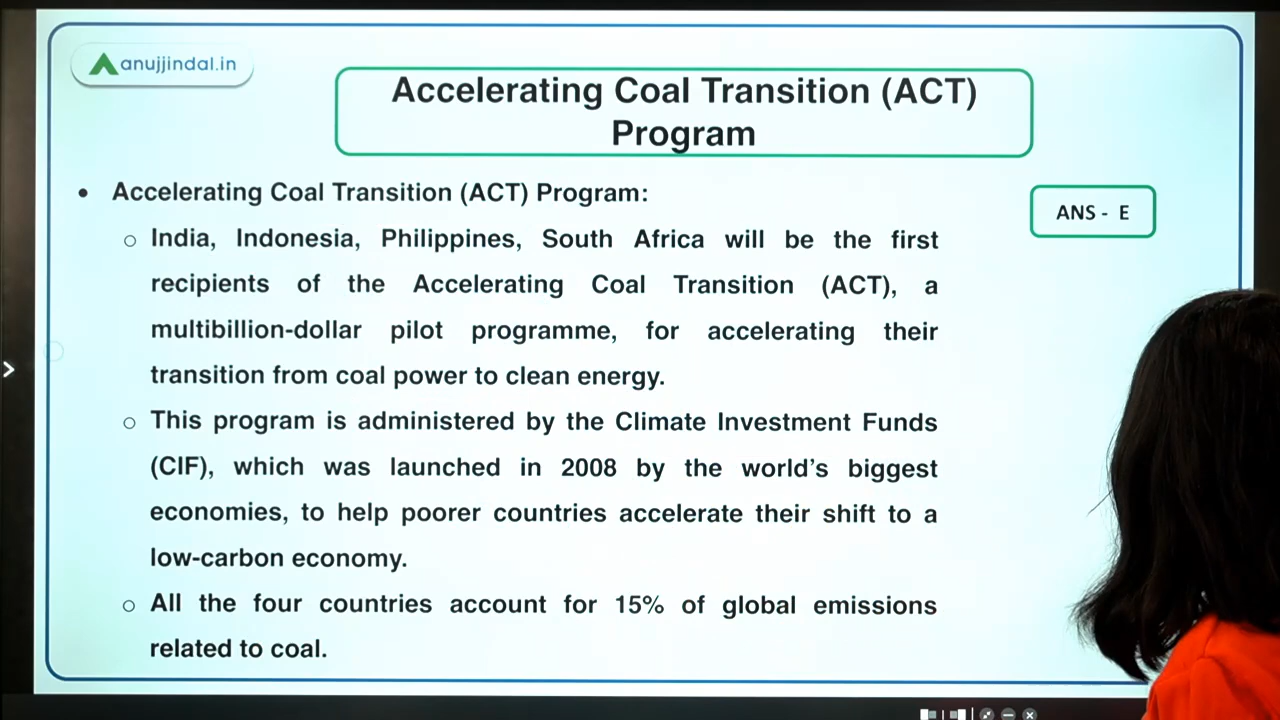 anujjindal.in
Accelerating Coal Transition (ACT)
Program
• Accelerating Coal Transition (ACT) Program:
ANS - E
○ India, Indonesia, Philippines, South Africa will be the first
recipients of the Accelerating Coal Transition (ACT), a
multibillion-dollar pilot programme, for accelerating their
transition from coal power to clean energy.
○ This program is administered by the Climate Investment Funds
(CIF), which was launched in 2008 by the world's biggest
economies, to help poorer countries accelerate their shift to a
low-carbon economy.
○ All the four countries account for 15% of global emissions
related to coal.